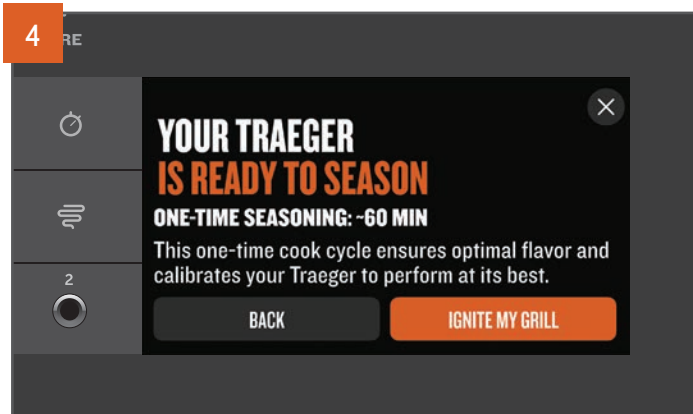 4
RE
YOUR TRAEGER
IS READY TO SEASON
ONE-TIME SEASONING: ~60 MIN
This one-time cook cycle ensures optimal flavor and
calibrates your Traeger to perform at its best.
2
BACK
IGNITE MY GRILL